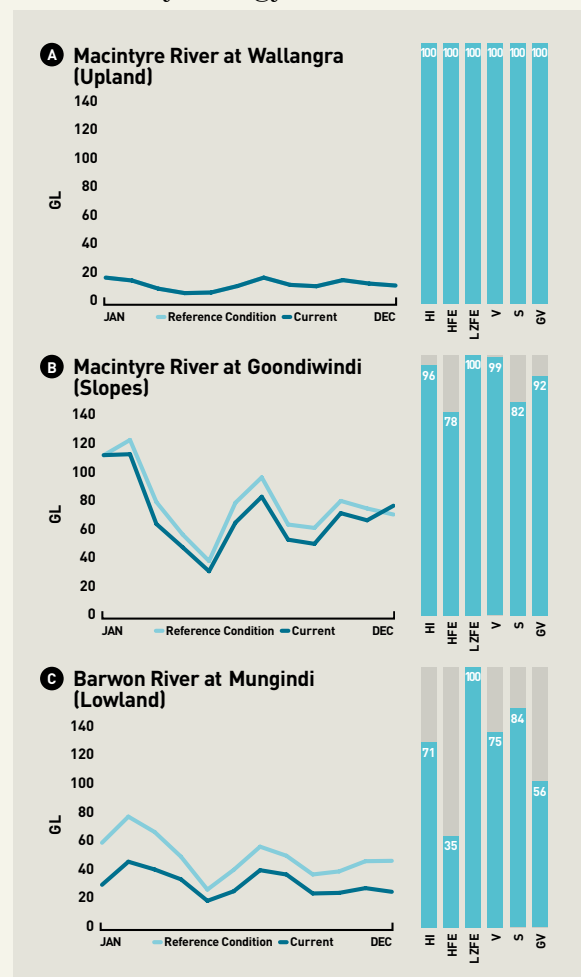 A Macintyre River at Wallangra
(Upland)
140
120
100
80
60
40
20
0
GL
JAN Reference Condition Current DEC
100 100 100 100 100 100
HI HFE LZFE V S GV
B Macintyre River at Goondiwindi
(Slopes)
140
120
100
80
60
40
20
0
GL
JAN Reference Condition Current DEC
96 78 100 99 82 92
HI HFE LZFE V S GV
C Barwon River at Mungindi
(Lowland)
140
120
100
80
60
40
20
0
GL
JAN Reference Condition Current DEC
71 35 100 75 84 56
HI HFE LZFE V S GV